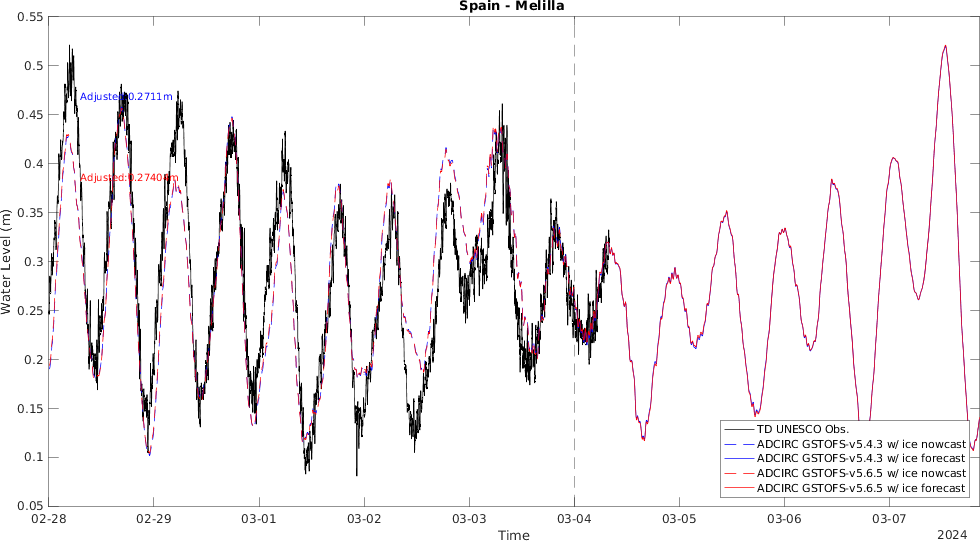 Spain - Melilla
0.55
0.5
0.45
0.4
0.35
0.3
0.25
0.2
0.15
0.1
0.05
Water Level (m)
Adjusted:0.2711m
Adjusted:0.2740m
TD UNESCO Obs.
ADCIRC GSTOFS-v5.4.3 w/ ice nowcast
ADCIRC GSTOFS-v5.4.3 w/ ice forecast
ADCIRC GSTOFS-v5.6.5 w/ ice nowcast
ADCIRC GSTOFS-v5.6.5 w/ ice forecast
02-28 02-29 03-01 03-02 03-03 03-04 03-05 03-06 03-07
Time
2024